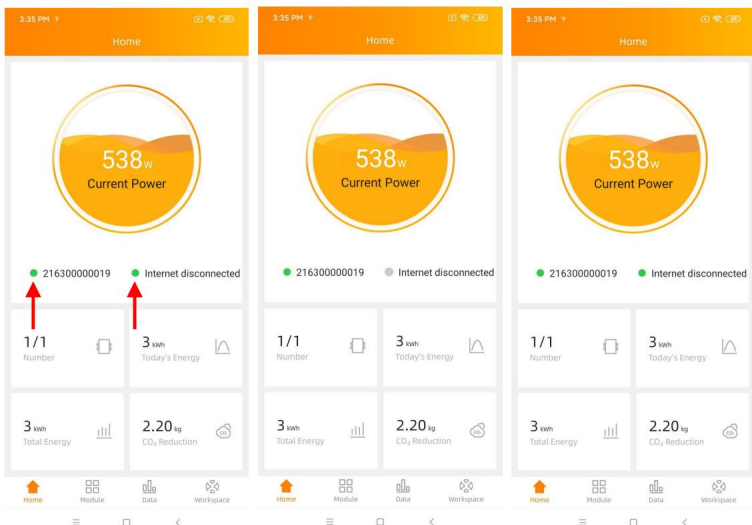 3:35 PM
Home
538W
Current Power
216300000019
Internet disconnected
1/1
Number
3 kWh
Today's Energy
3 kWh
Total Energy
2.20 kg
CO₂ Reduction
CO₂
Home
Module
Data
Workspace
3:35 PM
Home
538W
Current Power
216300000019
Internet disconnected
1/1
Number
3 kWh
Today's Energy
3 kWh
Total Energy
2.20 kg
CO₂ Reduction
CO₂
Home
Module
Data
Workspace
3:35 PM
Home
538W
Current Power
216300000019
Internet disconnected
1/1
Number
3 kWh
Today's Energy
3 kWh
Total Energy
2.20 kg
CO₂ Reduction
CO₂
Home
Module
Data
Workspace